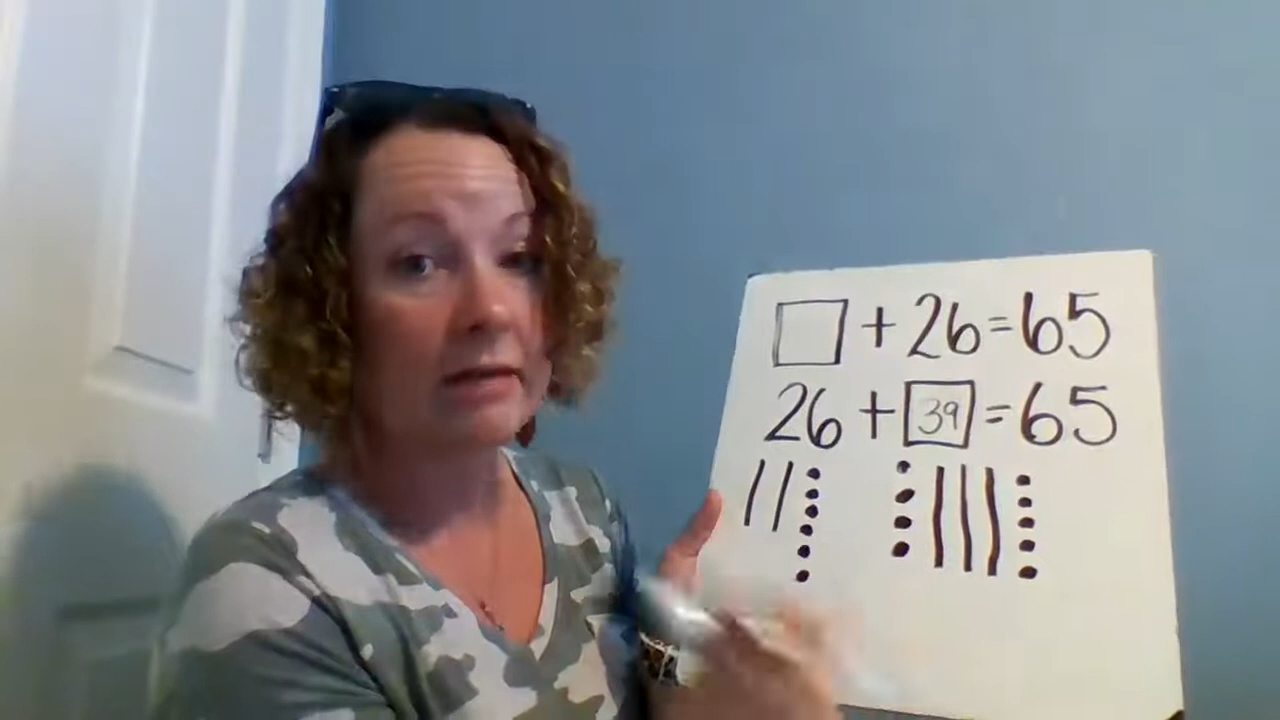 □ + 26 = 65
26 + 39 = 65